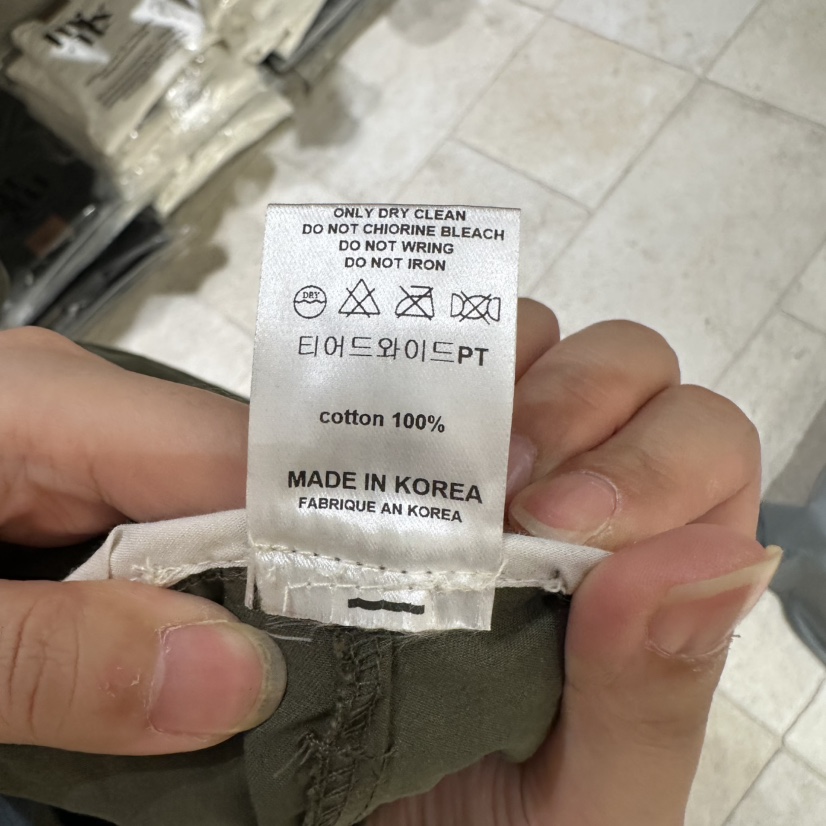 ONLY DRY CLEAN
DO NOT CHIORINE BLEACH
DO NOT WRING
DO NOT IRON
DRY
티어드와이드PT
cotton 100%
MADE IN KOREA
FABRIQUE AN KOREA